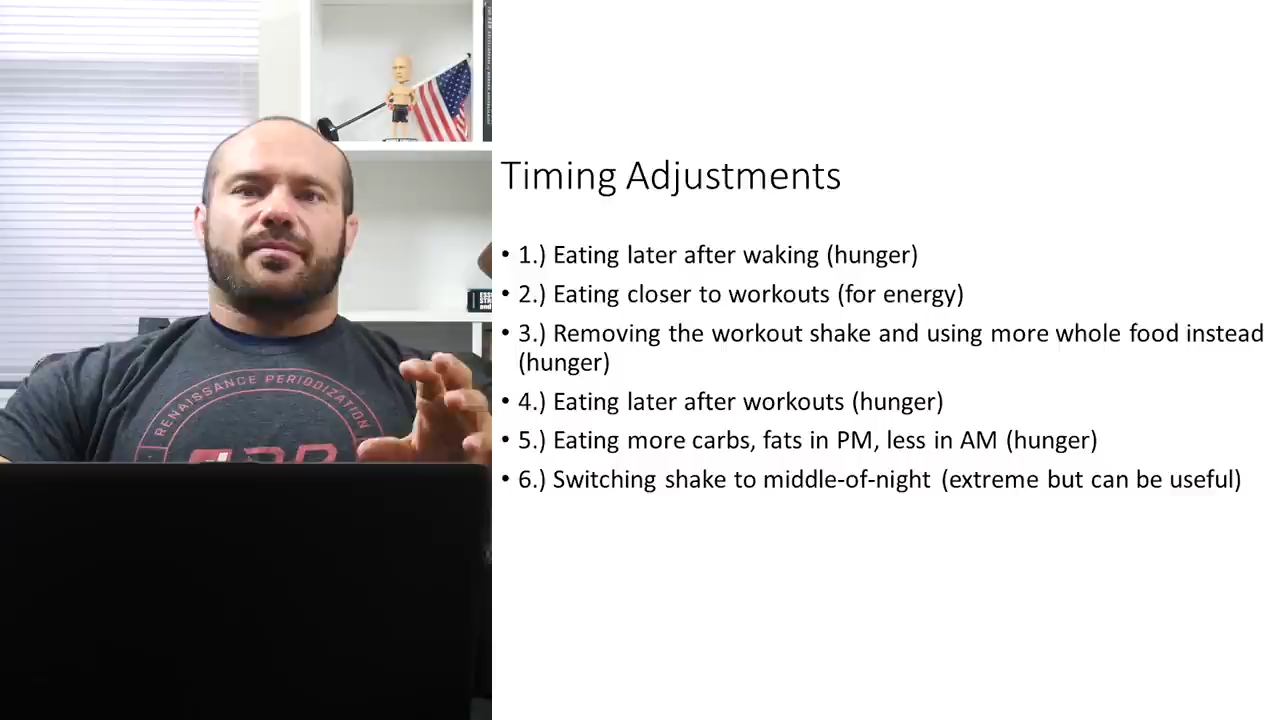 Timing Adjustments
• 1.) Eating later after waking (hunger)
• 2.) Eating closer to workouts (for energy)
• 3.) Removing the workout shake and using more whole food instead
(hunger)
• 4.) Eating later after workouts (hunger)
• 5.) Eating more carbs, fats in PM, less in AM (hunger)
• 6.) Switching shake to middle-of-night (extreme but can be useful)
RENAISSANCE PERIODIZATION